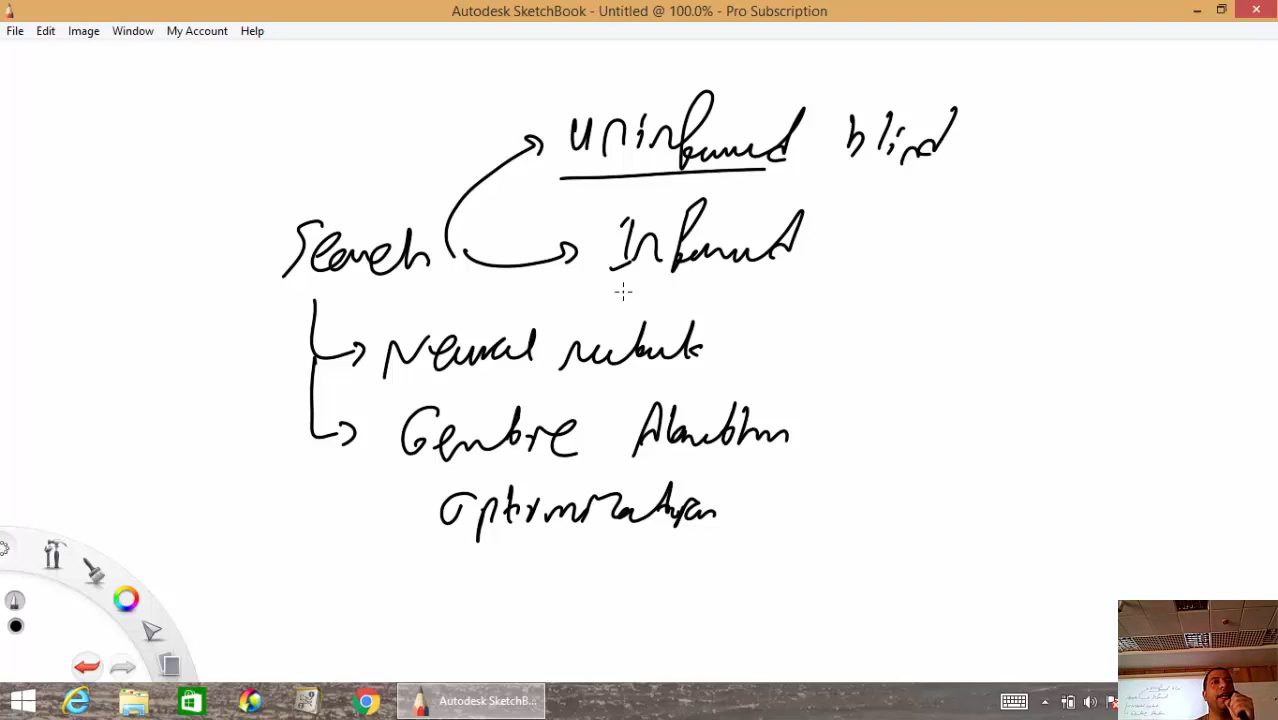 Autodesk SketchBook - Untitled @ 100.0% - Pro Subscription
File Edit Image Window My Account Help
uninformed blind
Search
Informed
Neural network
Genetic Algorithm
optimization
Autodesk SketchB...